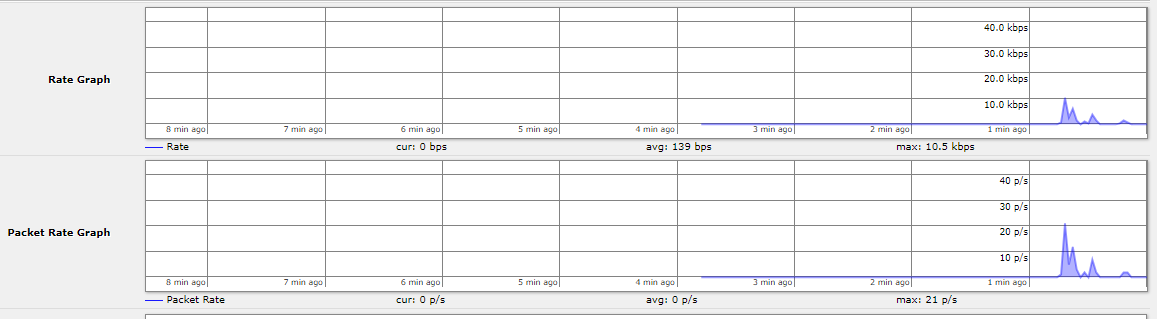 40.0 kbps
30.0 kbps
Rate Graph
20.0 kbps
10.0 kbps
8 min ago 7 min ago 6 min ago 5 min ago 4 min ago 3 min ago 2 min ago 1 min ago
Rate cur: 0 bps avg: 139 bps max: 10.5 kbps
40 p/s
30 p/s
Packet Rate Graph
20 p/s
10 p/s
8 min ago 7 min ago 6 min ago 5 min ago 4 min ago 3 min ago 2 min ago 1 min ago
Packet Rate cur: 0 p/s avg: 0 p/s max: 21 p/s